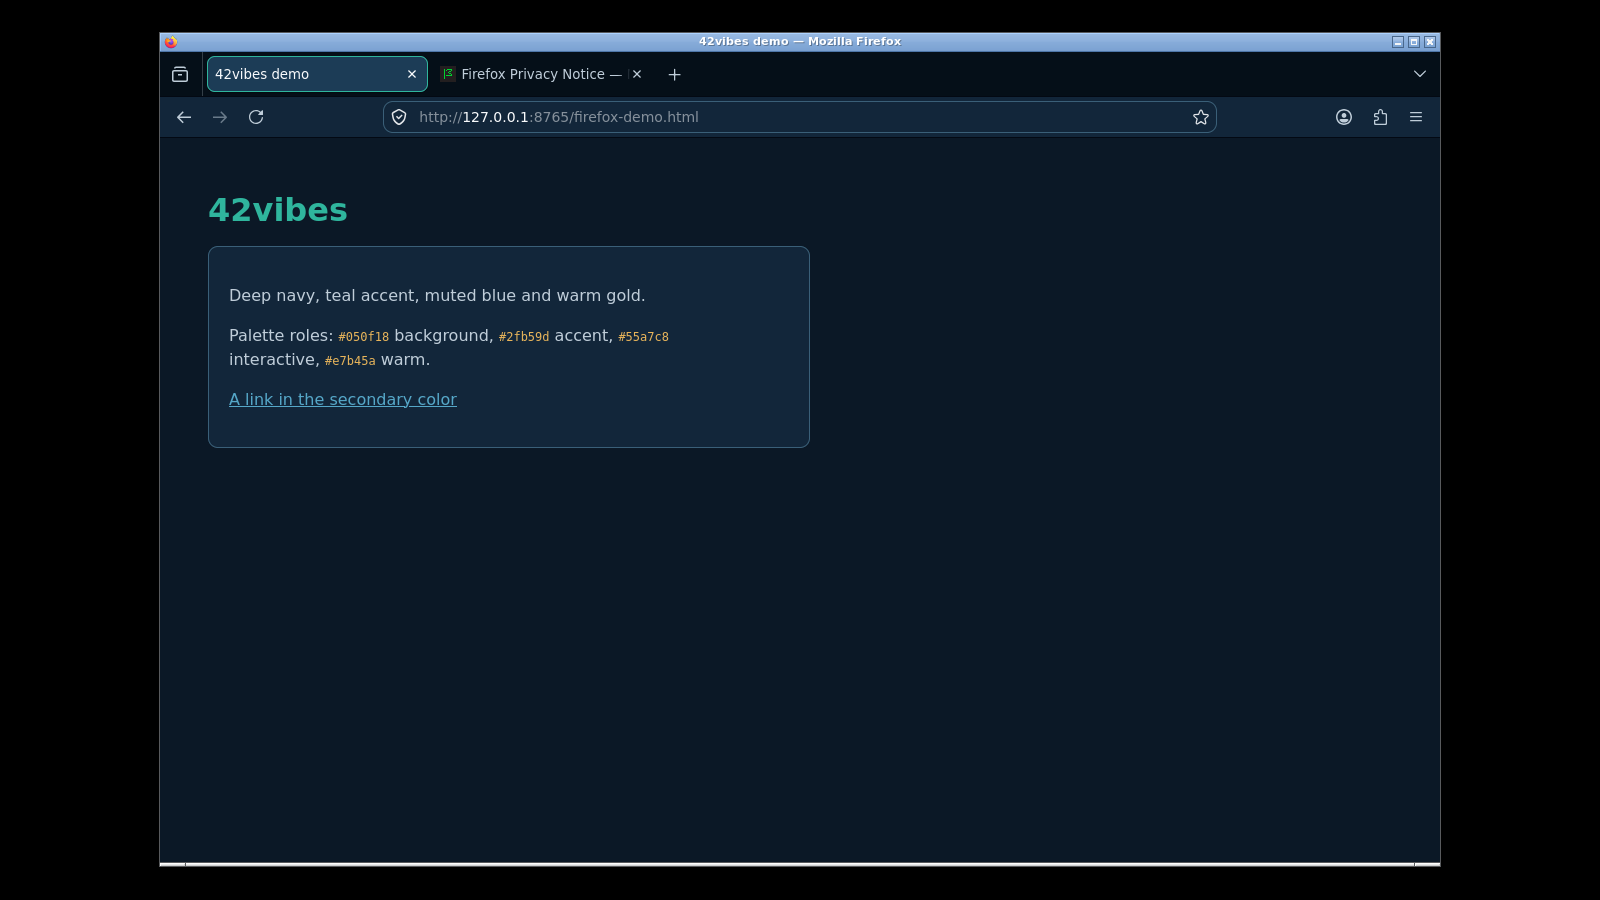 42vibes demo — Mozilla Firefox
42vibes demo
Firefox Privacy Notice —
http://127.0.0.1:8765/firefox-demo.html
42vibes
Deep navy, teal accent, muted blue and warm gold.
Palette roles: #050f18 background, #2fb59d accent, #55a7c8
interactive, #e7b45a warm.
A link in the secondary color